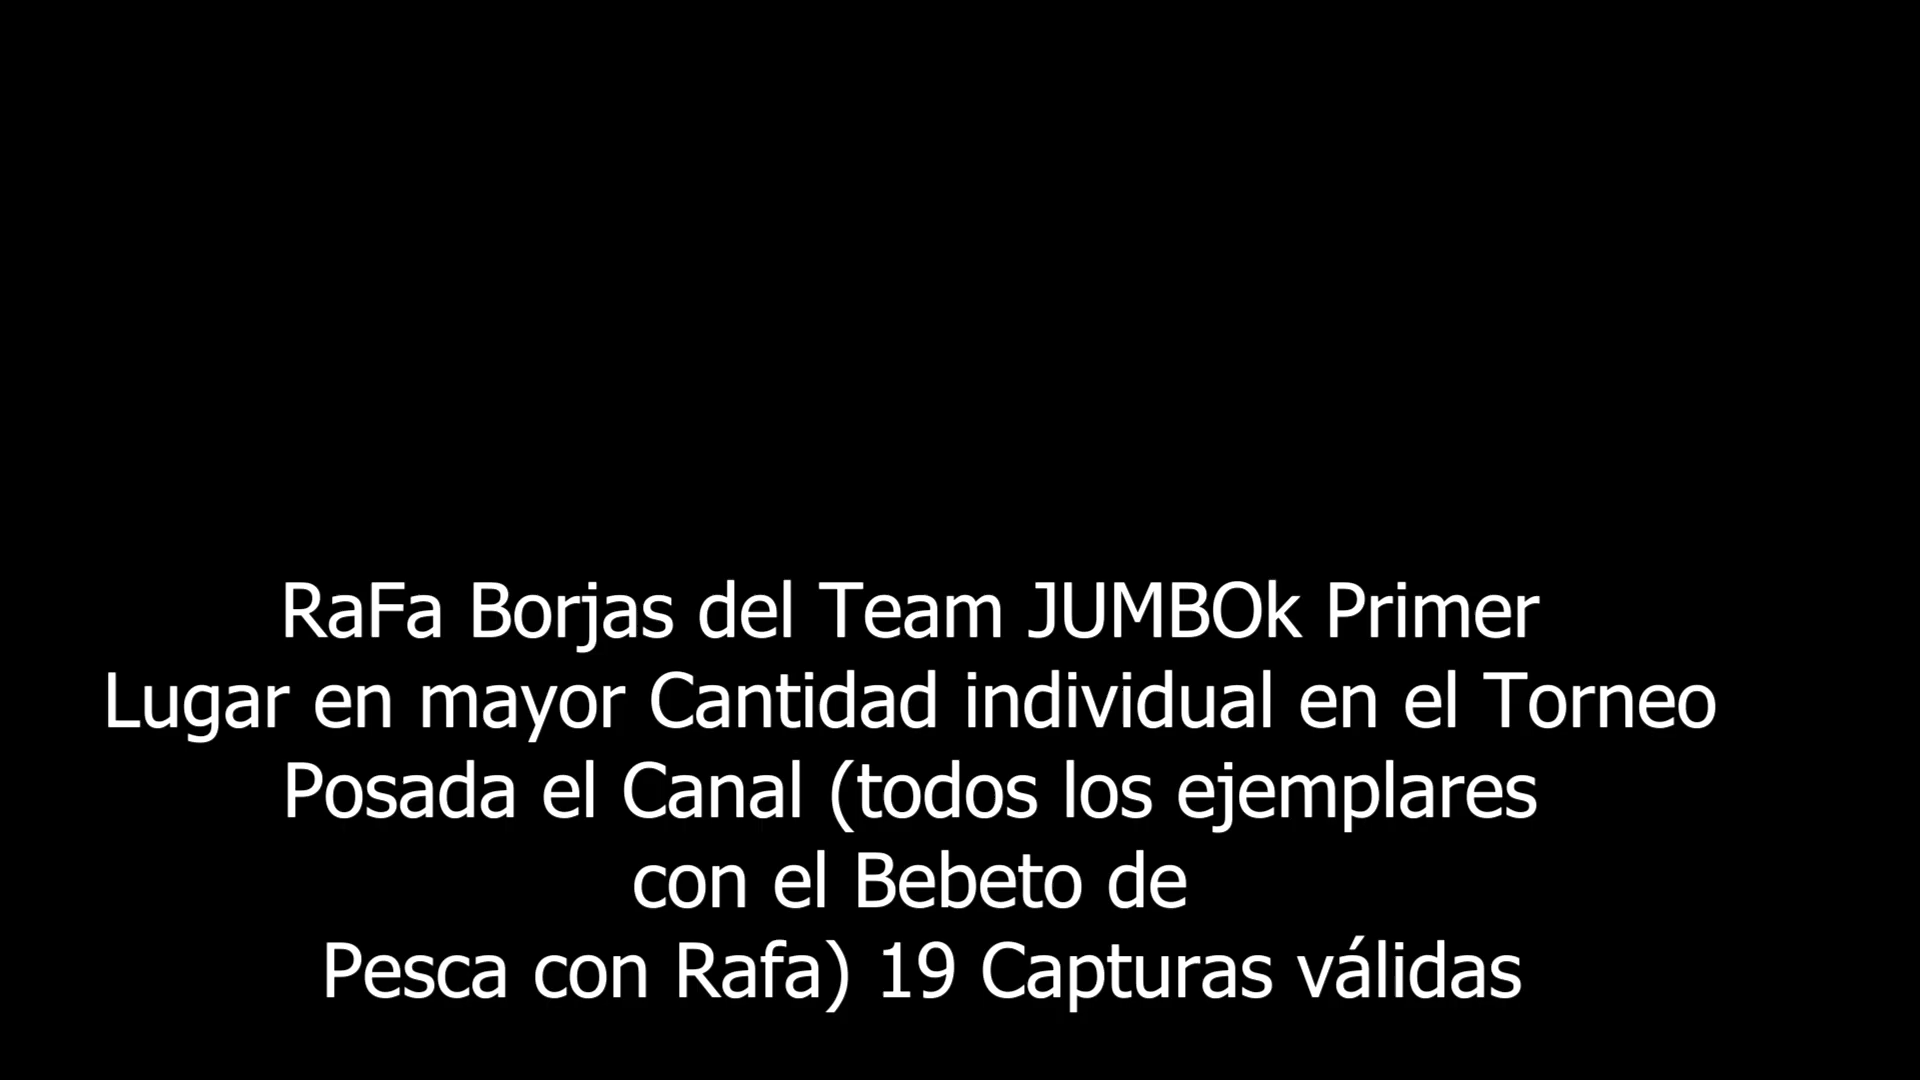 RaFa Borjas del Team JUMBOk Primer
Lugar en mayor Cantidad individual en el Torneo
Posada el Canal (todos los ejemplares
con el Bebeto de
Pesca con Rafa) 19 Capturas válidas